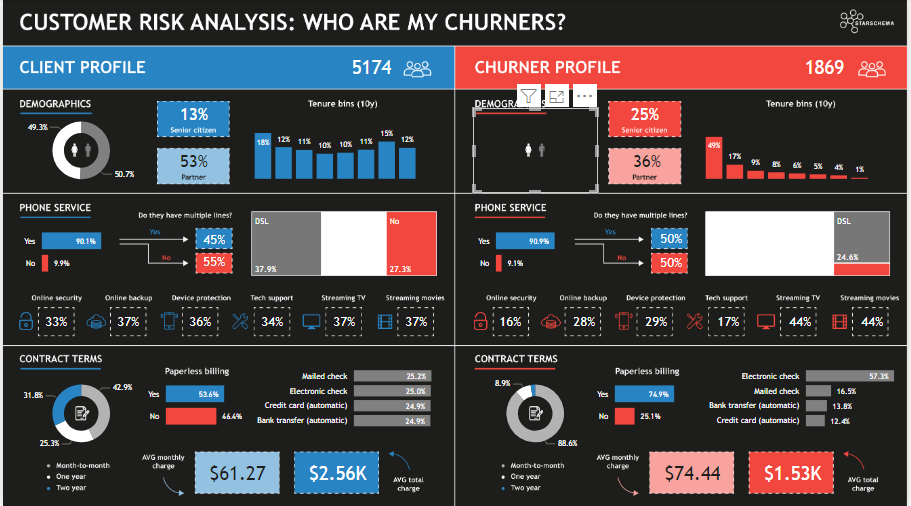 CUSTOMER RISK ANALYSIS: WHO ARE MY CHURNERS?
STARSCHEMA
CLIENT PROFILE
5174
DEMOGRAPHICS
49.3%
50.7%
13%
Senior citizen
53%
Partner
Tenure bins (10y)
18% 12% 11% 10% 10% 11% 15% 12%
PHONE SERVICE
Yes 90.1%
No 9.9%
Do they have multiple lines?
Yes
45%
No
55%
DSL
37.9%
No
27.3%
Online security
33%
Online backup
37%
Device protection
36%
Tech support
34%
Streaming TV
37%
Streaming movies
37%
CONTRACT TERMS
31.8%
42.9%
25.3%
Month-to-month
One year
Two year
Paperless billing
Yes 53.6%
No 46.4%
Mailed check 25.2%
Electronic check 25.0%
Credit card (automatic) 24.9%
Bank transfer (automatic) 24.9%
AVG monthly
charge
$61.27
$2.56K
AVG total
charge
CHURNER PROFILE
1869
25%
Senior citizen
36%
Partner
Tenure bins (10y)
49% 17% 9% 8% 6% 5% 4% 1%
PHONE SERVICE
Yes 90.9%
No 9.1%
Do they have multiple lines?
Yes
50%
No
50%
DSL
24.6%
Online security
16%
Online backup
28%
Device protection
29%
Tech support
17%
Streaming TV
44%
Streaming movies
44%
CONTRACT TERMS
8.9%
88.6%
Month-to-month
One year
Two year
Paperless billing
Yes 74.9%
No 25.1%
Electronic check 57.3%
Mailed check 16.5%
Bank transfer (automatic) 13.8%
Credit card (automatic) 12.4%
AVG monthly
charge
$74.44
$1.53K
AVG total
charge